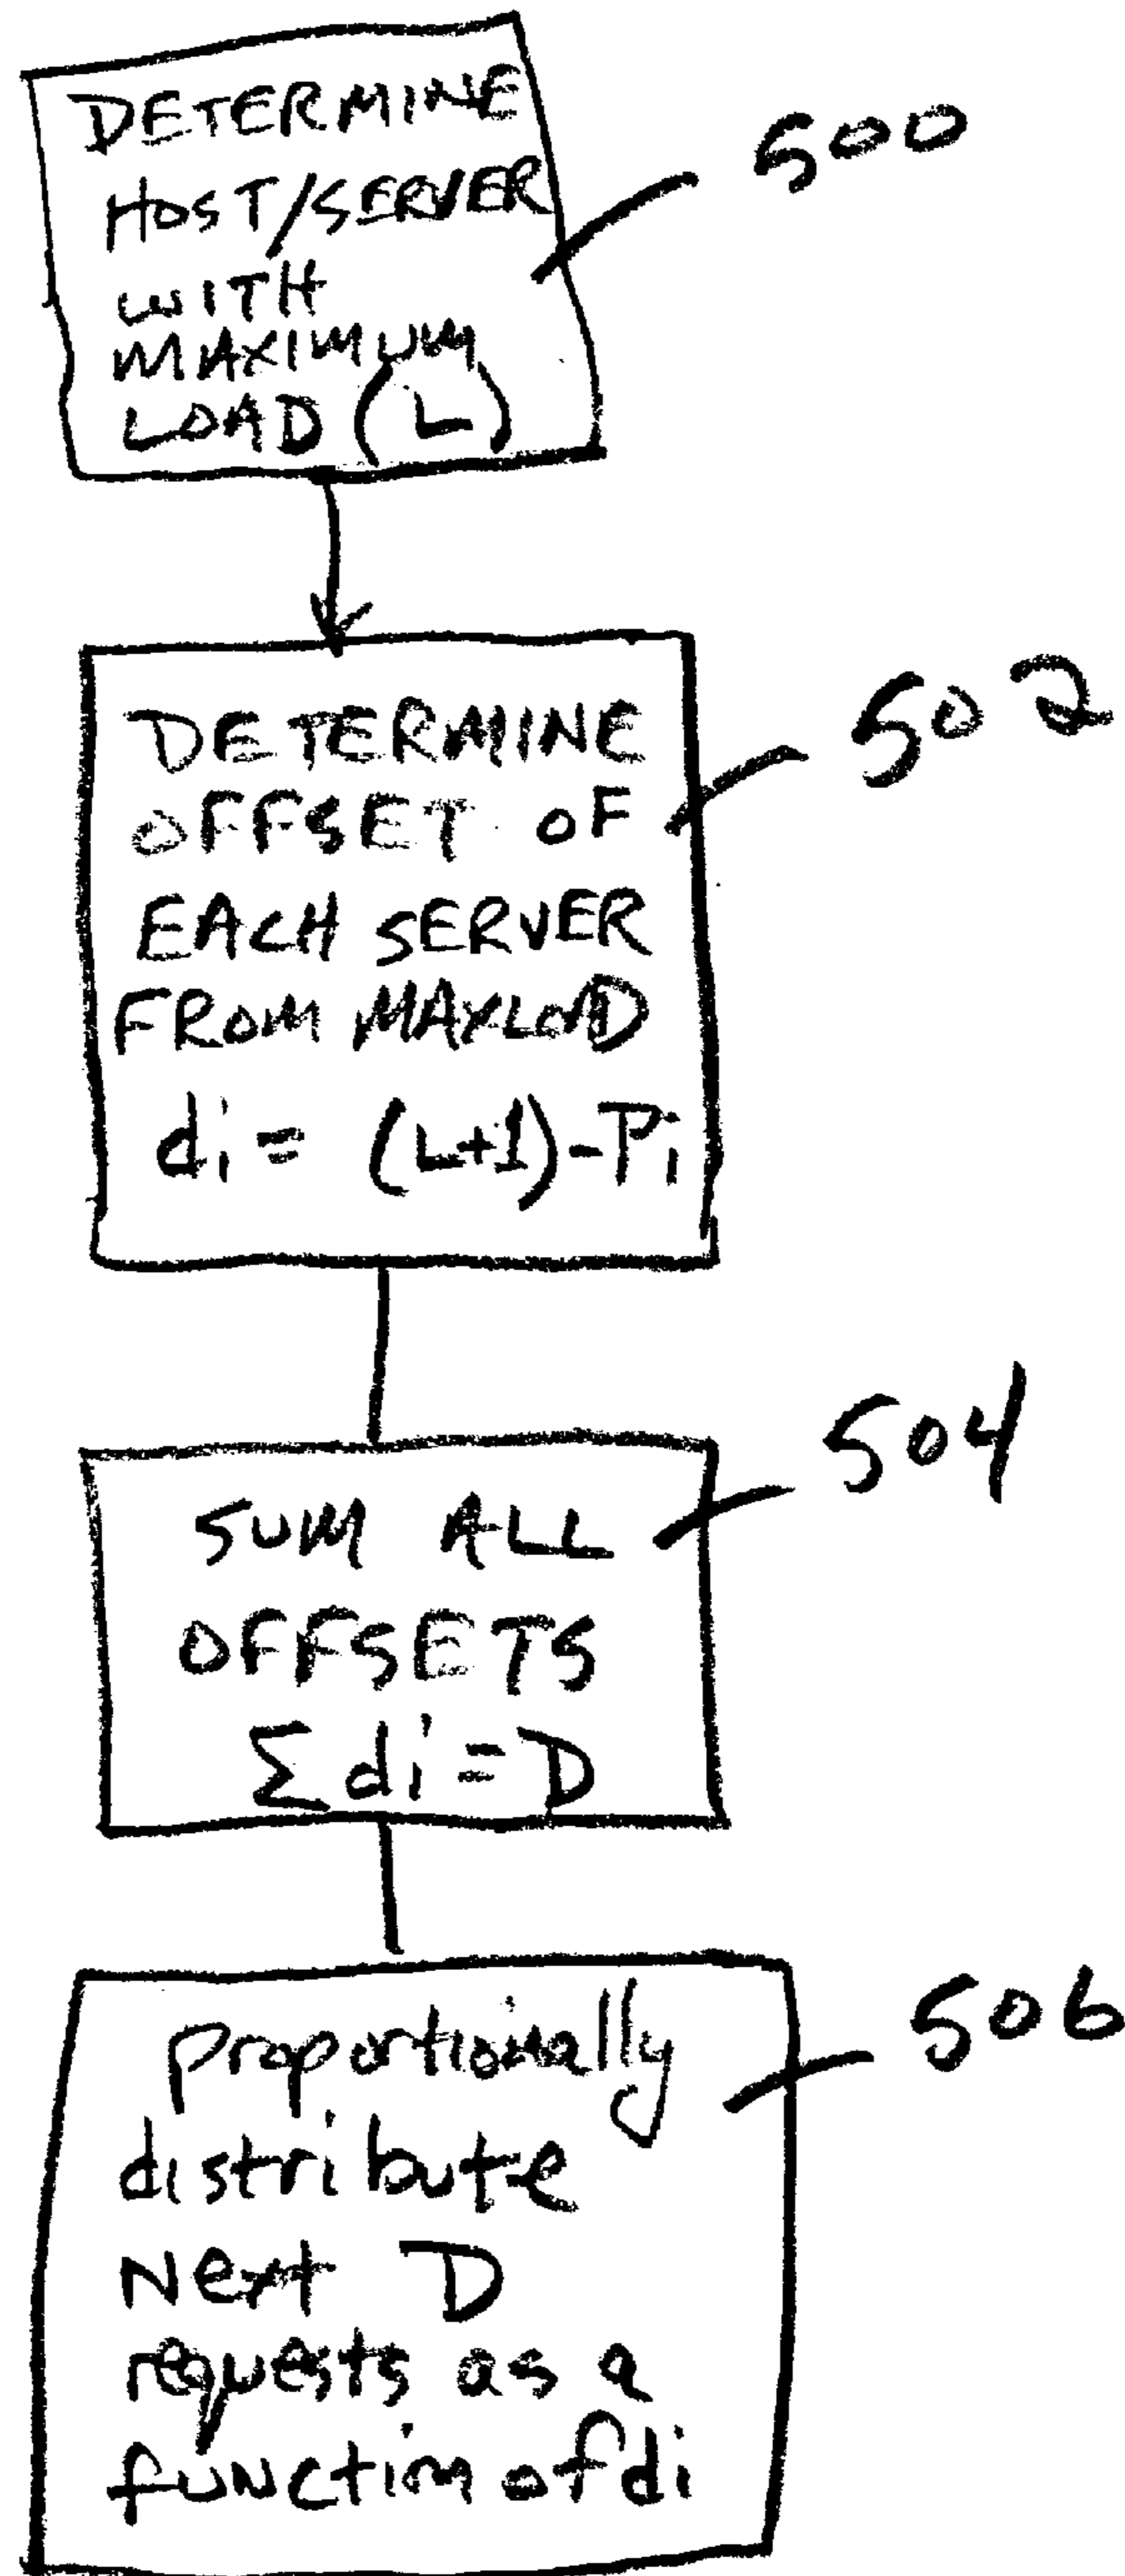 DETERMINE
HOST/SERVER
WITH
MAXIMUM
LOAD (L)
500
DETERMINE
OFFSET OF
EACH SERVER
FROM MAXLOAD
di = (L+1)-Pi
502
SUM ALL
OFFSETS
Σ di = D
504
proportionally
distribute
Next D
requests as a
function of di
506